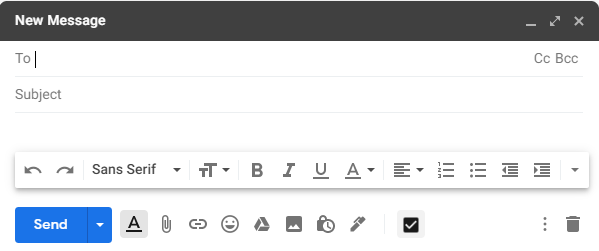 New Message
To Cc Bcc
Subject
Sans Serif
Send